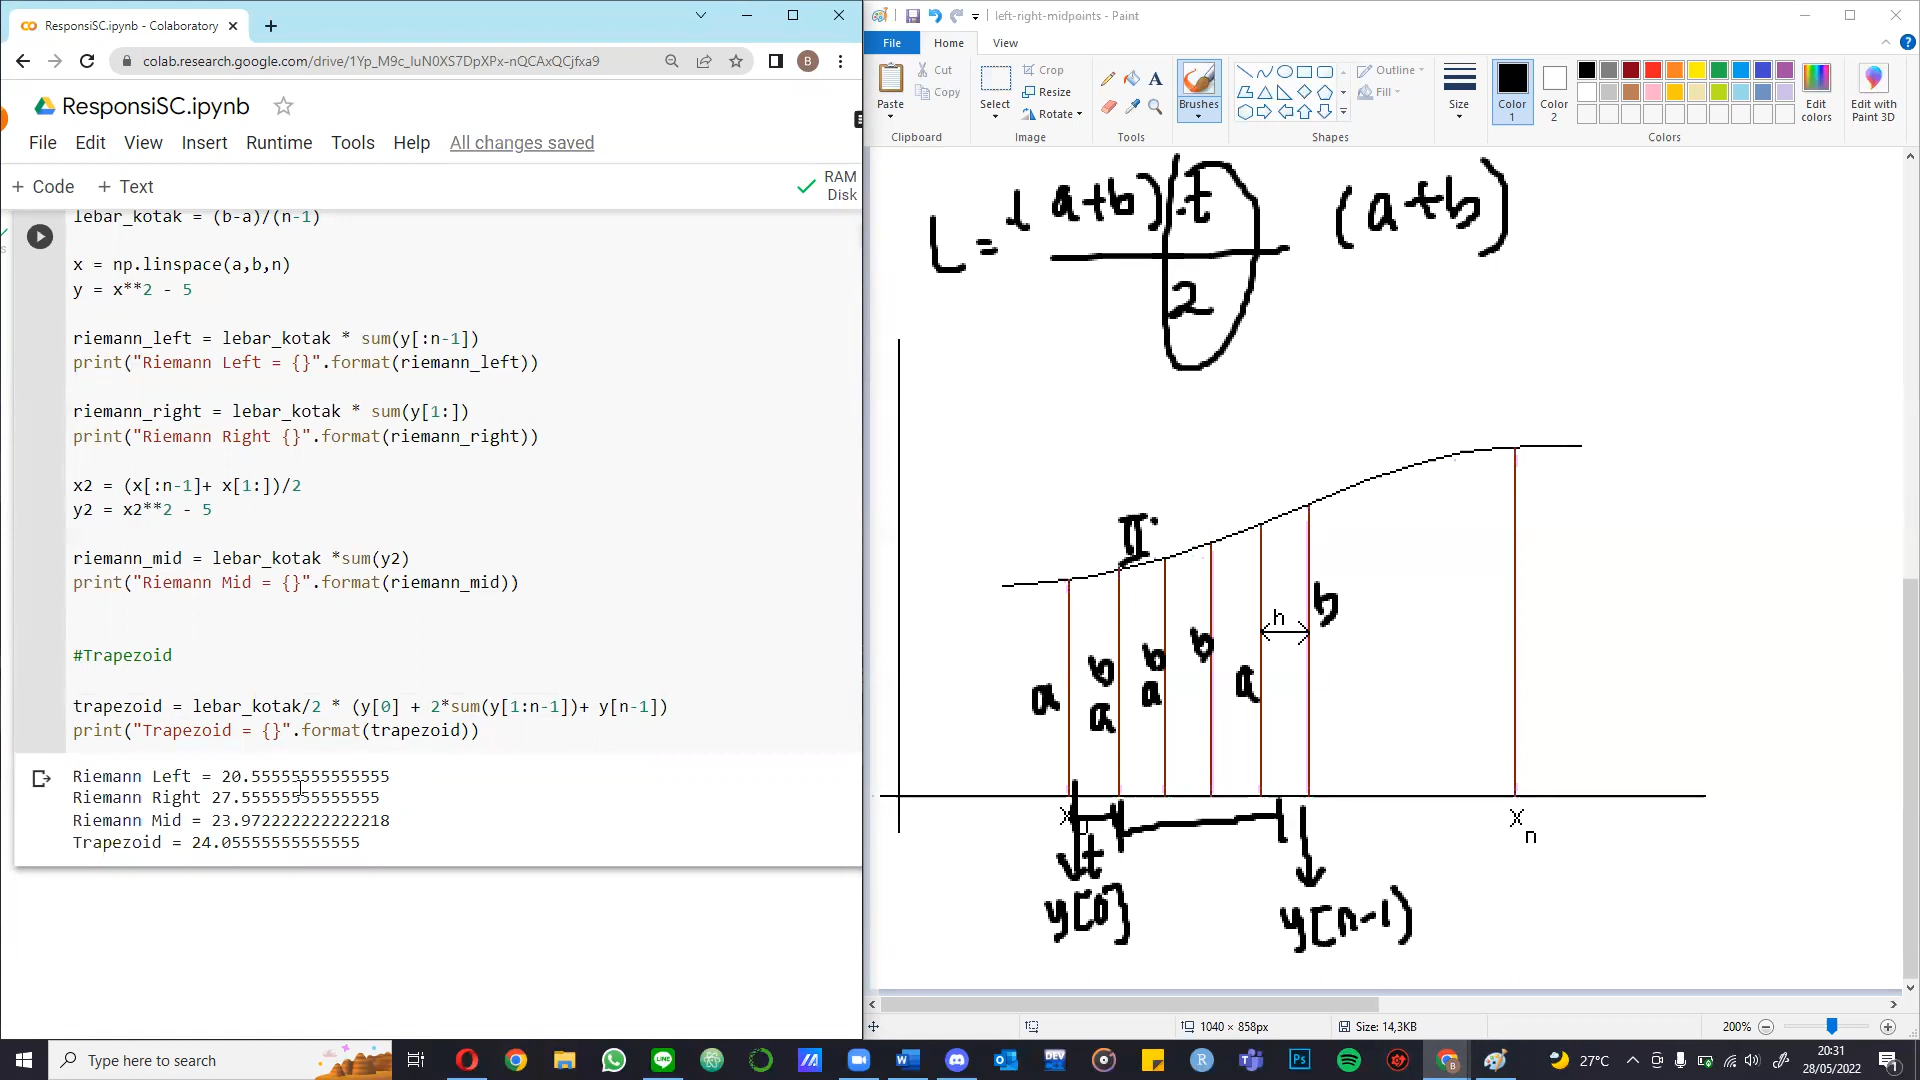 ResponsiSC.ipynb - Colaboratory
colab.research.google.com/drive/1Yp_M9c_luN0XS7DpXPx-nQCAxQCjfxa9
B
ResponsiSC.ipynb
File Edit View Insert Runtime Tools Help All changes saved
+ Code + Text
RAM
Disk
lebar_kotak = (b-a)/(n-1)
x = np.linspace(a,b,n)
y = x**2 - 5
riemann_left = lebar_kotak * sum(y[:n-1])
print("Riemann Left = {}".format(riemann_left))
riemann_right = lebar_kotak * sum(y[1:])
print("Riemann Right {}".format(riemann_right))
x2 = (x[:n-1]+ x[1:])/2
y2 = x2**2 - 5
riemann_mid = lebar_kotak *sum(y2)
print("Riemann Mid = {}".format(riemann_mid))
#Trapezoid
trapezoid = lebar_kotak/2 * (y[0] + 2*sum(y[1:n-1])+ y[n-1])
print("Trapezoid = {}".format(trapezoid))
Riemann Left = 20.55555555555555
Riemann Right 27.55555555555555
Riemann Mid = 23.972222222222218
Trapezoid = 24.05555555555555
left-right-midpoints - Paint
File Home View
Paste
Cut
Copy
Clipboard
Select
Crop
Resize
Rotate
Image
A
Tools
Brushes
Outline
Fill
Shapes
Size
Color
1
Color
2
Edit
colors
Edit with
Paint 3D
Colors
L = (a+b).t
2
(a+b)
II
h
b
b
b
b
a
a
a
a
x
x
n
t
y[0]
y[n-1]
1040 × 858px
Size: 14,3KB
200%
Type here to search
27°C
20:31
28/05/2022